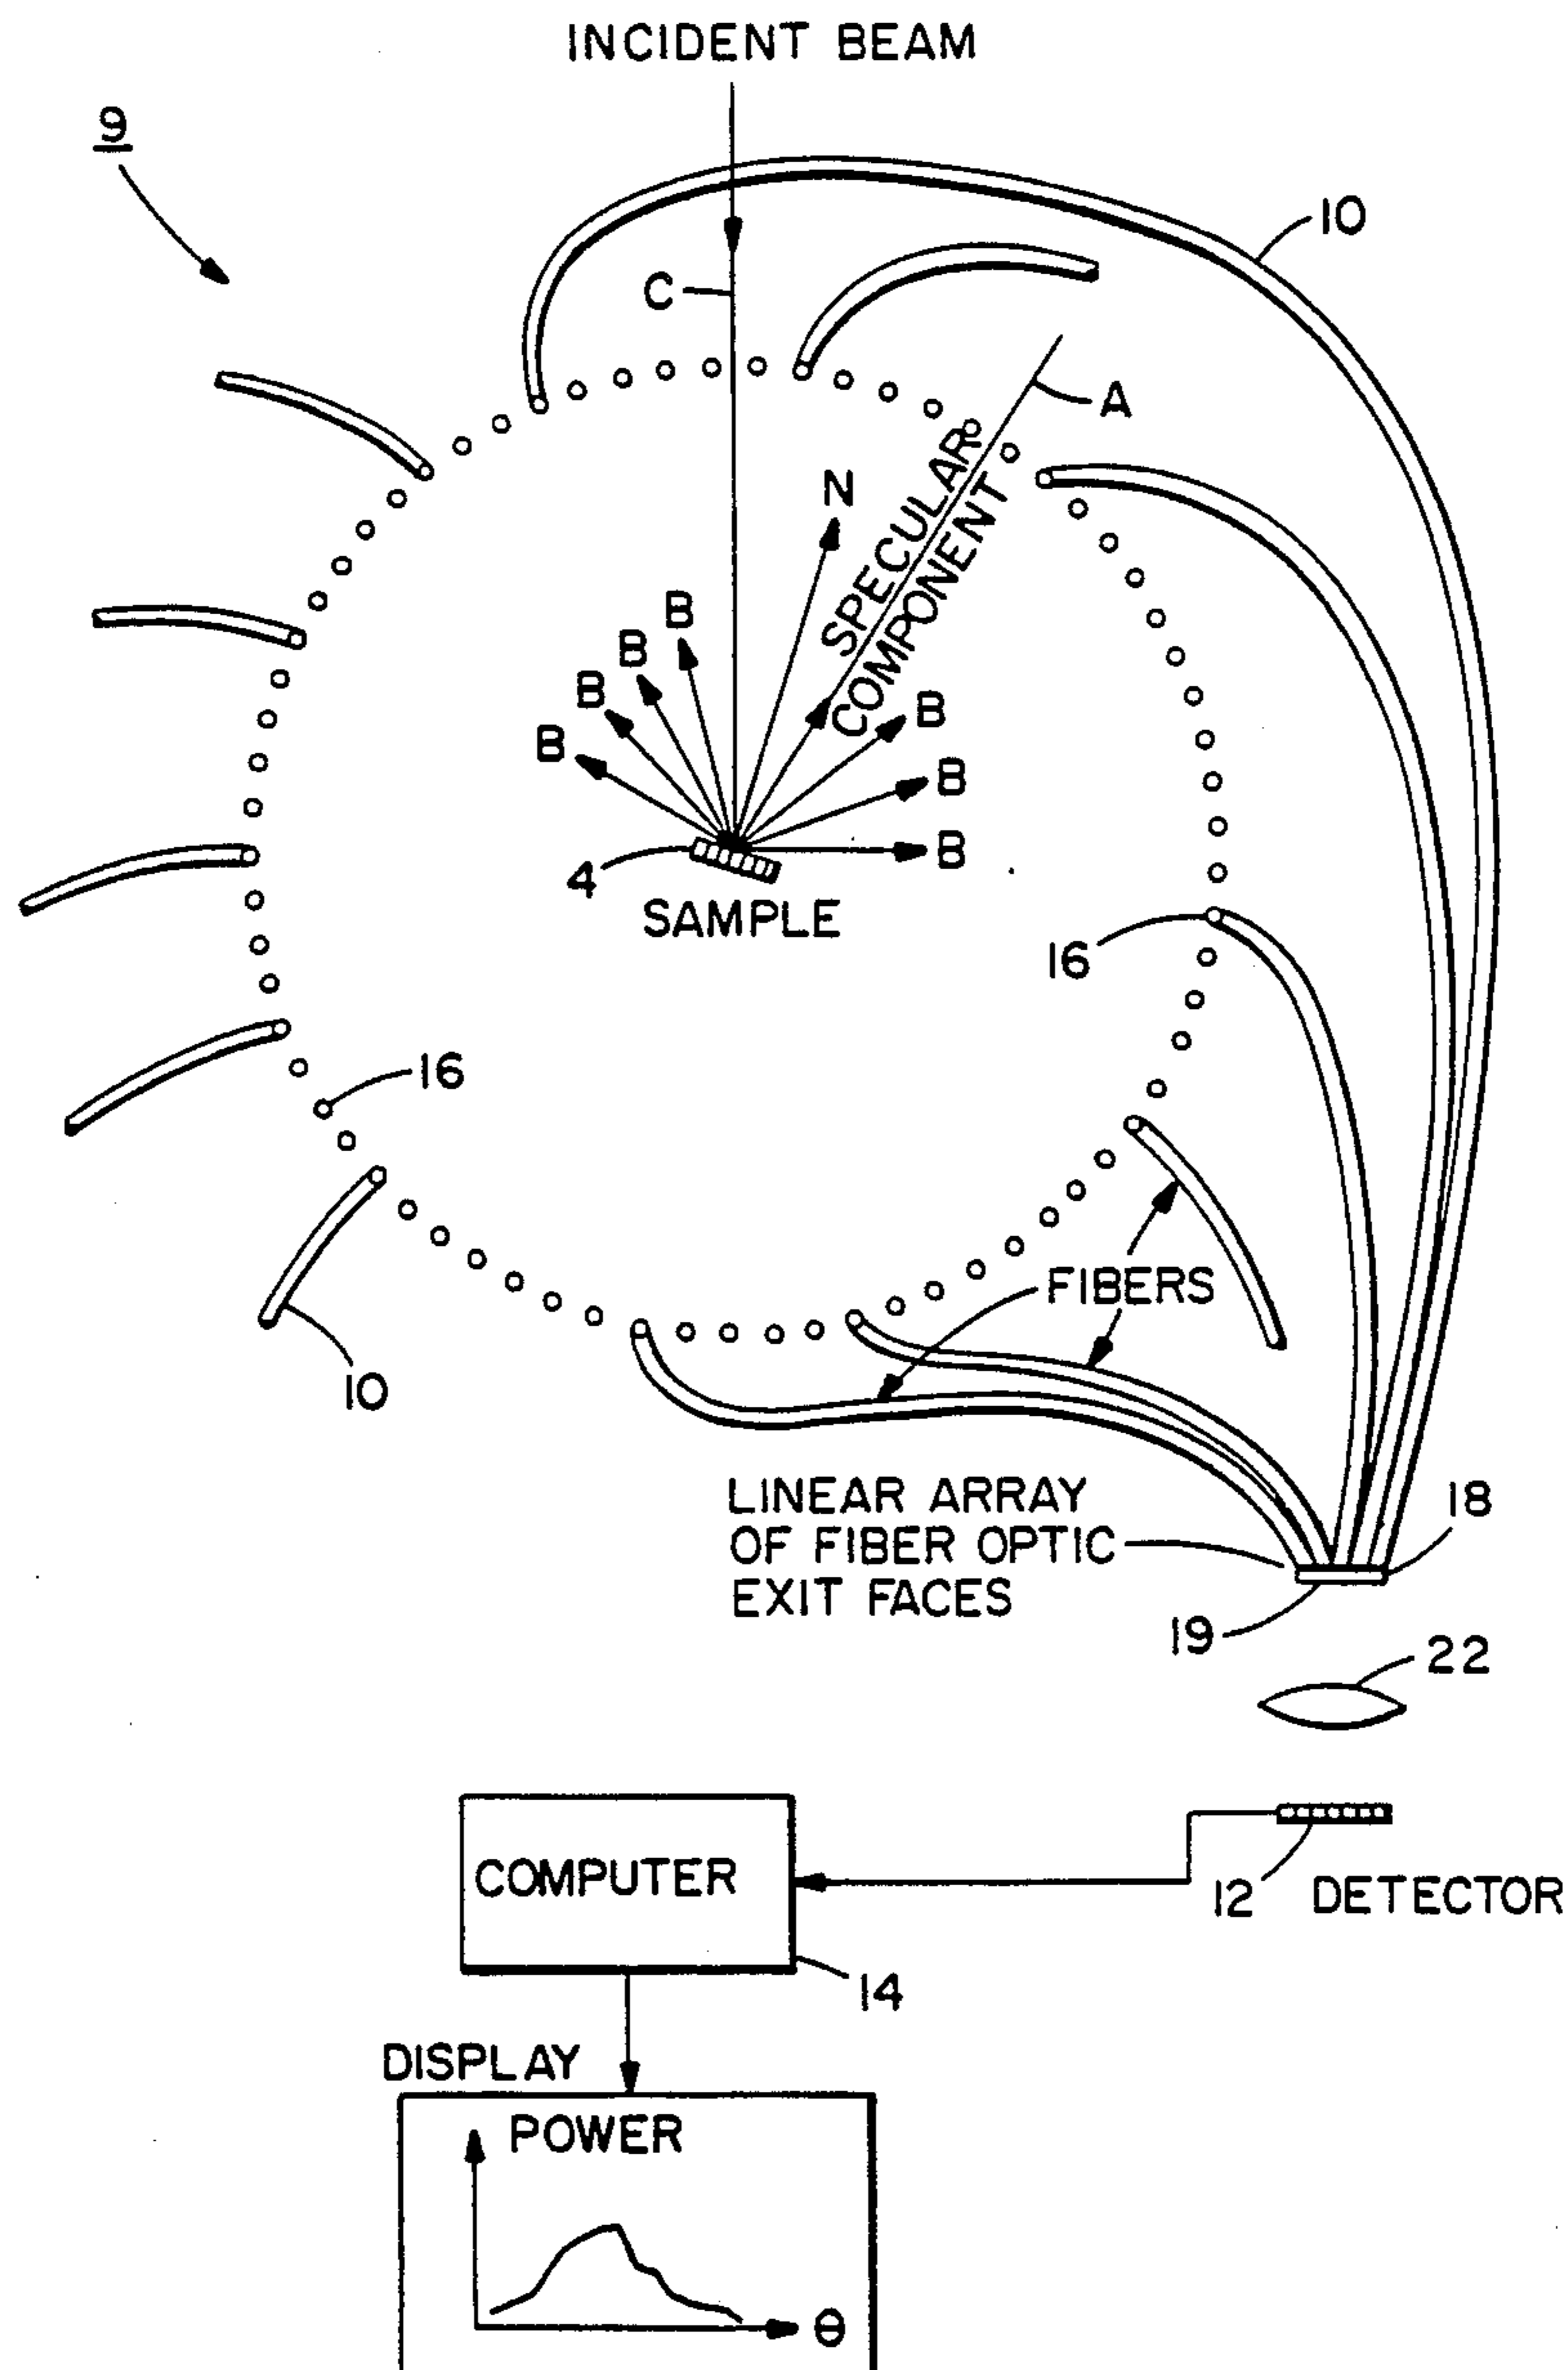 INCIDENT BEAM
9
10
C
A
N
SPECULAR
COMPONENT
B
B
B
B
B
B
B
4
SAMPLE
16
16
FIBERS
10
LINEAR ARRAY
OF FIBER OPTIC
EXIT FACES
18
19
22
COMPUTER
12
DETECTOR
14
DISPLAY
POWER
θ